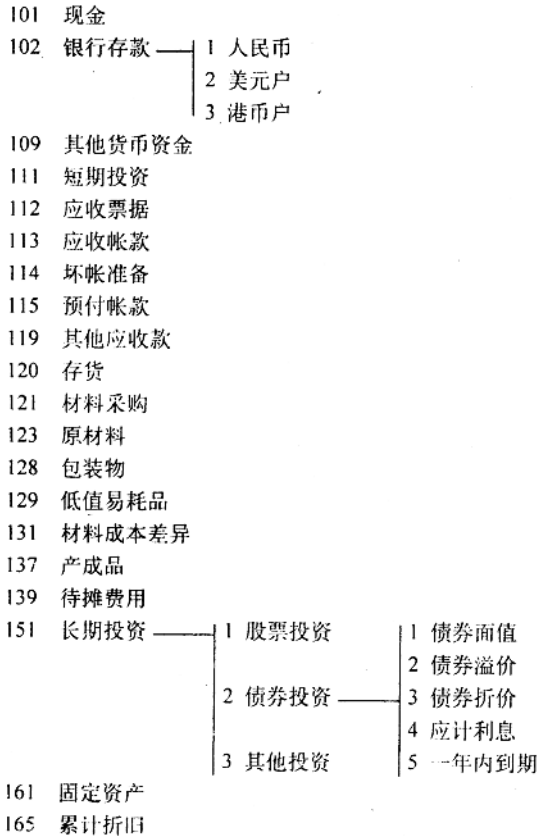 101 现金
102 银行存款 1 人民币
2 美元户
3 港币户
109 其他货币资金
111 短期投资
112 应收票据
113 应收帐款
114 坏帐准备
115 预付帐款
119 其他应收款
120 存货
121 材料采购
123 原材料
128 包装物
129 低值易耗品
131 材料成本差异
137 产成品
139 待摊费用
151 长期投资 1 股票投资 1 债券面值
2 债券溢价
2 债券投资 3 债券折价
4 应计利息
3 其他投资 5 一年内到期
161 固定资产
165 累计折旧